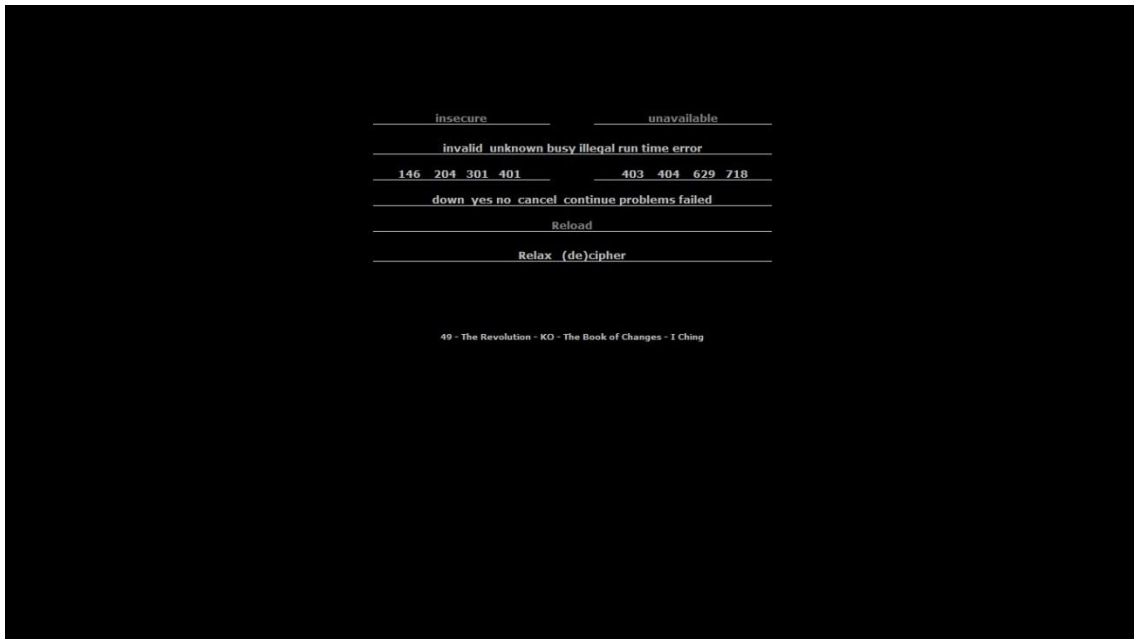 insecure unavailable
invalid unknown busy illegal run time error
146 204 301 401 403 404 629 718
down yes no cancel continue problems failed
Reload
Relax (de)cipher
49 - The Revolution - KO - The Book of Changes - I Ching